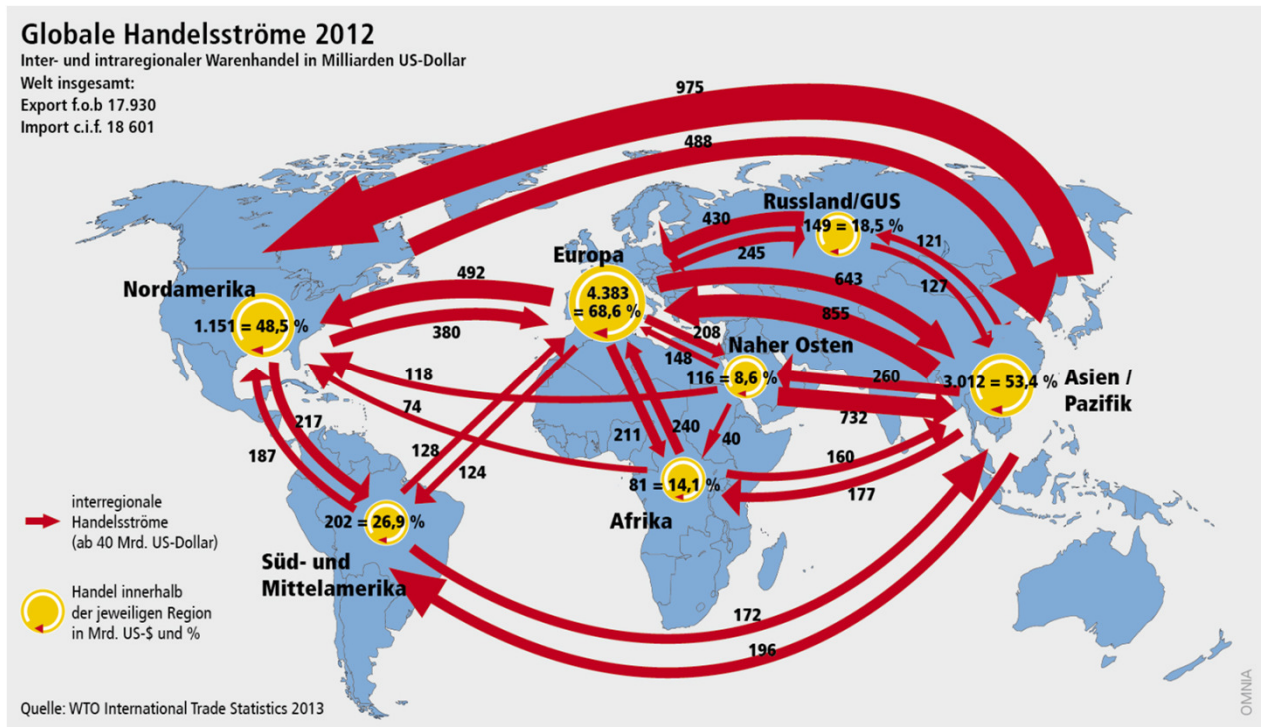 Globale Handelsströme 2012
Inter- und intraregionaler Warenhandel in Milliarden US-Dollar
Welt insgesamt:
Export f.o.b 17.930
Import c.i.f. 18 601
975
488
Russland/GUS
149 = 18,5 %
430
245
121
127
Europa
4.383
= 68,6 %
492
380
643
855
Nordamerika
1.151 = 48,5 %
208
148
Naher Osten
116 = 8,6 %
260
732
3.012 = 53,4 %
Asien /
Pazifik
118
74
211
240
40
217
187
128
124
160
177
81 = 14,1 %
Afrika
202 = 26,9 %
Süd- und
Mittelamerika
172
196
interregionale
Handelsströme
(ab 40 Mrd. US-Dollar)
Handel innerhalb
der jeweiligen Region
in Mrd. US-$ und %
Quelle: WTO International Trade Statistics 2013
OMNIA